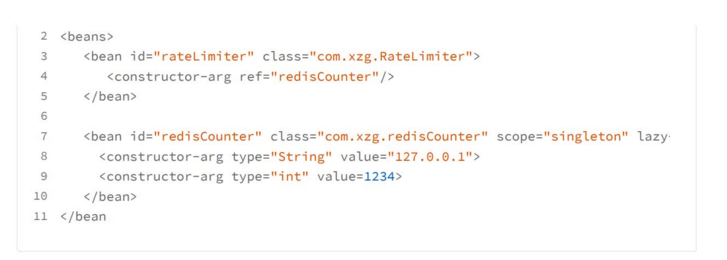 2 <beans>
3 <bean id="rateLimiter" class="com.xzg.RateLimiter">
4 <constructor-arg ref="redisCounter"/>
5 </bean>
6
7 <bean id="redisCounter" class="com.xzg.redisCounter" scope="singleton" lazy-
8 <constructor-arg type="String" value="127.0.0.1">
9 <constructor-arg type="int" value=1234>
10 </bean>
11 </bean